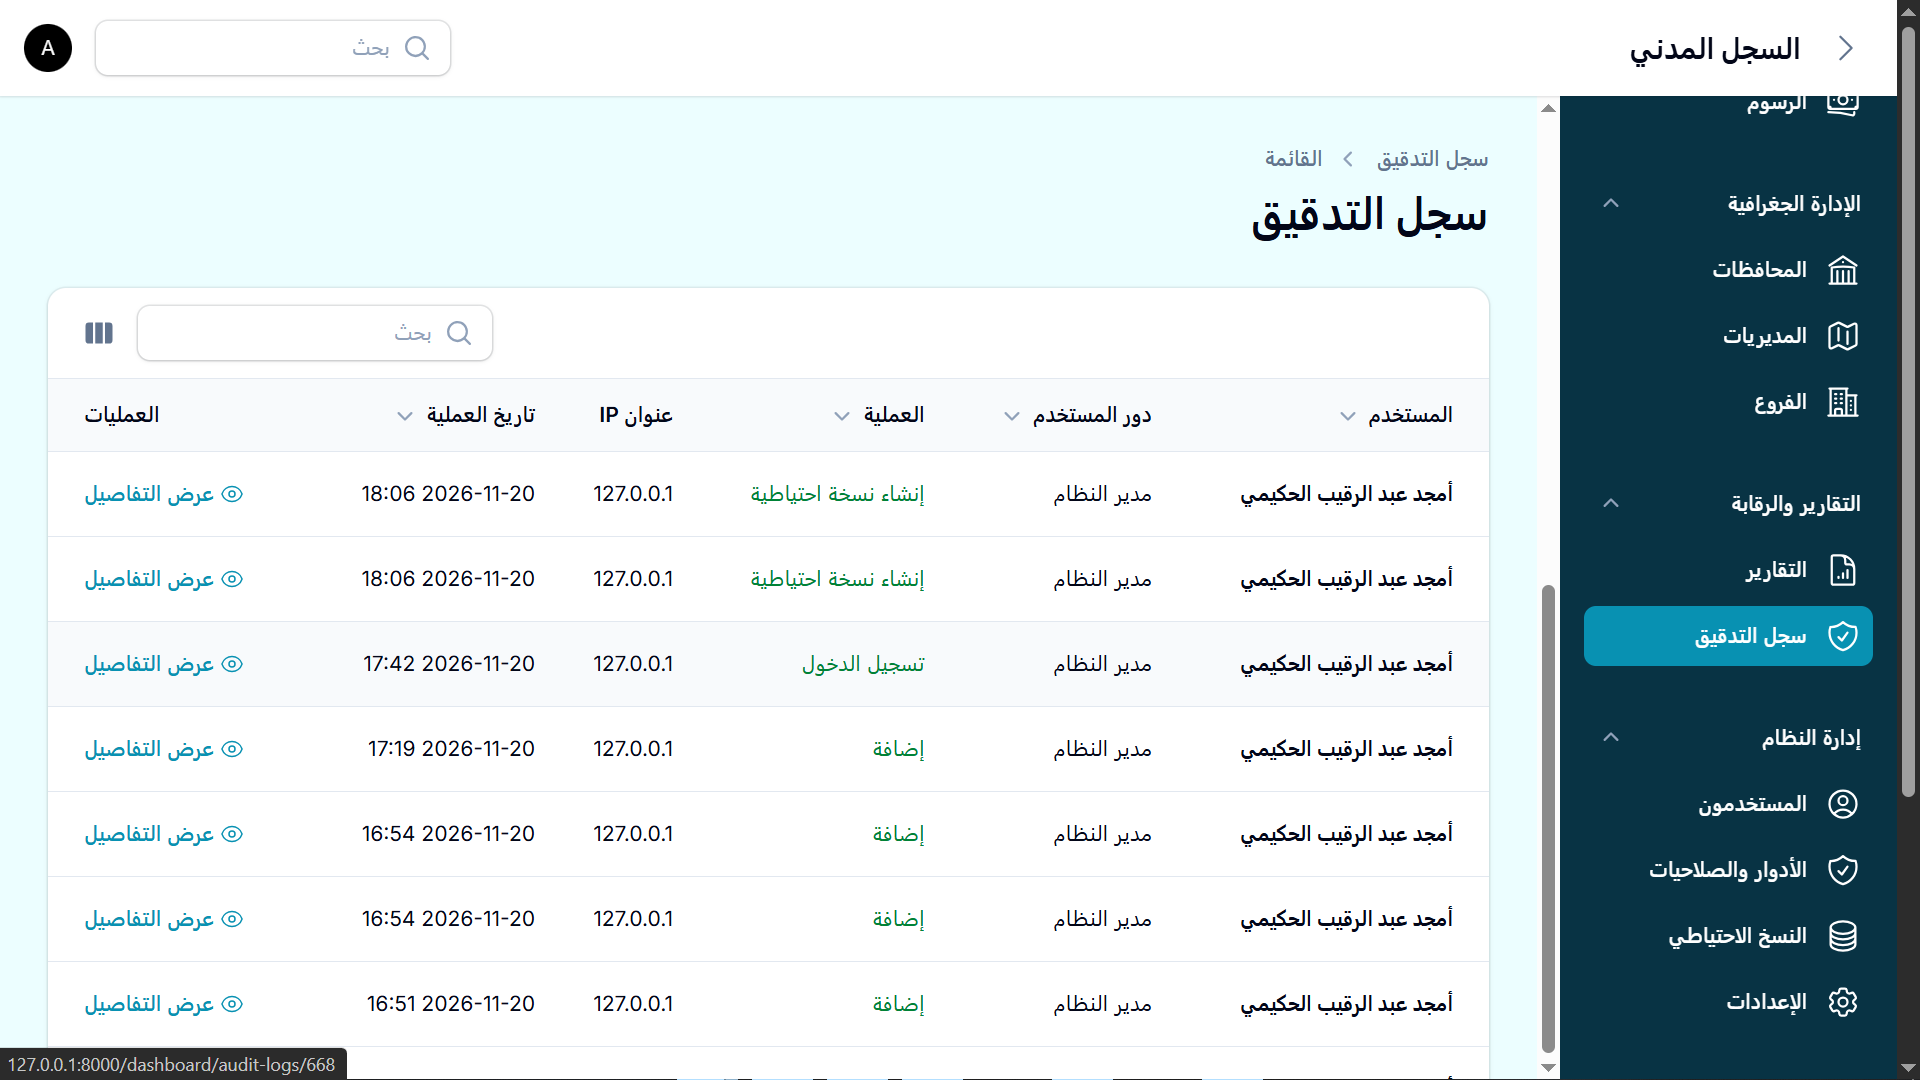 السجل المدني
بحث
A
الرسوم
الإدارة الجغرافية
المحافظات
المديريات
الفروع
التقارير والرقابة
التقارير
سجل التدقيق
إدارة النظام
المستخدمون
الأدوار والصلاحيات
النسخ الاحتياطي
الإعدادات
سجل التدقيق
القائمة
سجل التدقيق
بحث
المستخدم دور المستخدم العملية عنوان IP تاريخ العملية العمليات
أمجد عبد الرقيب الحكيمي مدير النظام إنشاء نسخة احتياطية 127.0.0.1 2026-11-20 18:06 عرض التفاصيل
أمجد عبد الرقيب الحكيمي مدير النظام إنشاء نسخة احتياطية 127.0.0.1 2026-11-20 18:06 عرض التفاصيل
أمجد عبد الرقيب الحكيمي مدير النظام تسجيل الدخول 127.0.0.1 2026-11-20 17:42 عرض التفاصيل
أمجد عبد الرقيب الحكيمي مدير النظام إضافة 127.0.0.1 2026-11-20 17:19 عرض التفاصيل
أمجد عبد الرقيب الحكيمي مدير النظام إضافة 127.0.0.1 2026-11-20 16:54 عرض التفاصيل
أمجد عبد الرقيب الحكيمي مدير النظام إضافة 127.0.0.1 2026-11-20 16:54 عرض التفاصيل
أمجد عبد الرقيب الحكيمي مدير النظام إضافة 127.0.0.1 2026-11-20 16:51 عرض التفاصيل
127.0.0.1:8000/dashboard/audit-logs/668